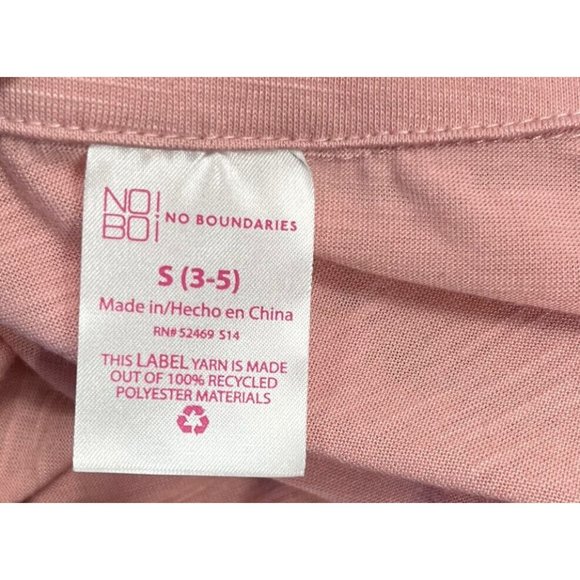 NO!
BO¡
NO BOUNDARIES
S (3-5)
Made in/Hecho en China
RN# 52469 S14
THIS LABEL YARN IS MADE
OUT OF 100% RECYCLED
POLYESTER MATERIALS